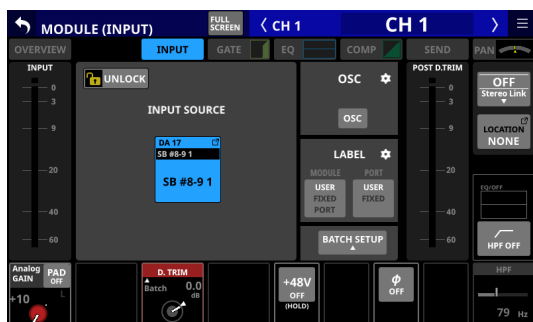 MODULE (INPUT)
FULL
SCREEN
CH 1
CH 1
OVERVIEW
INPUT
GATE
EQ
COMP
SEND
PAN
INPUT
0
3
9
20
40
60
UNLOCK
INPUT SOURCE
DA 17
SB #8-9 1
SB #8-9 1
OSC
OSC
LABEL
MODULE
PORT
USER
FIXED
PORT
USER
FIXED
BATCH SETUP
POST D.TRIM
0
3
9
20
40
60
OFF
Stereo Link
LOCATION
NONE
EQ/OFF
HPF OFF
Analog
GAIN
PAD
OFF
+10
L
D. TRIM
Batch
0.0
dB
+48V
OFF
(HOLD)
φ
OFF
HPF
79 Hz